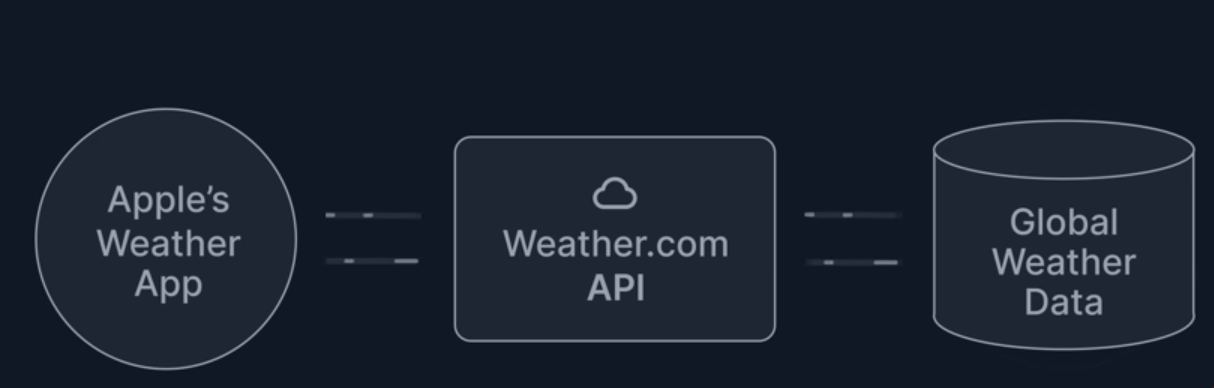 Apple’s
Weather
App
Weather.com
API
Global
Weather
Data